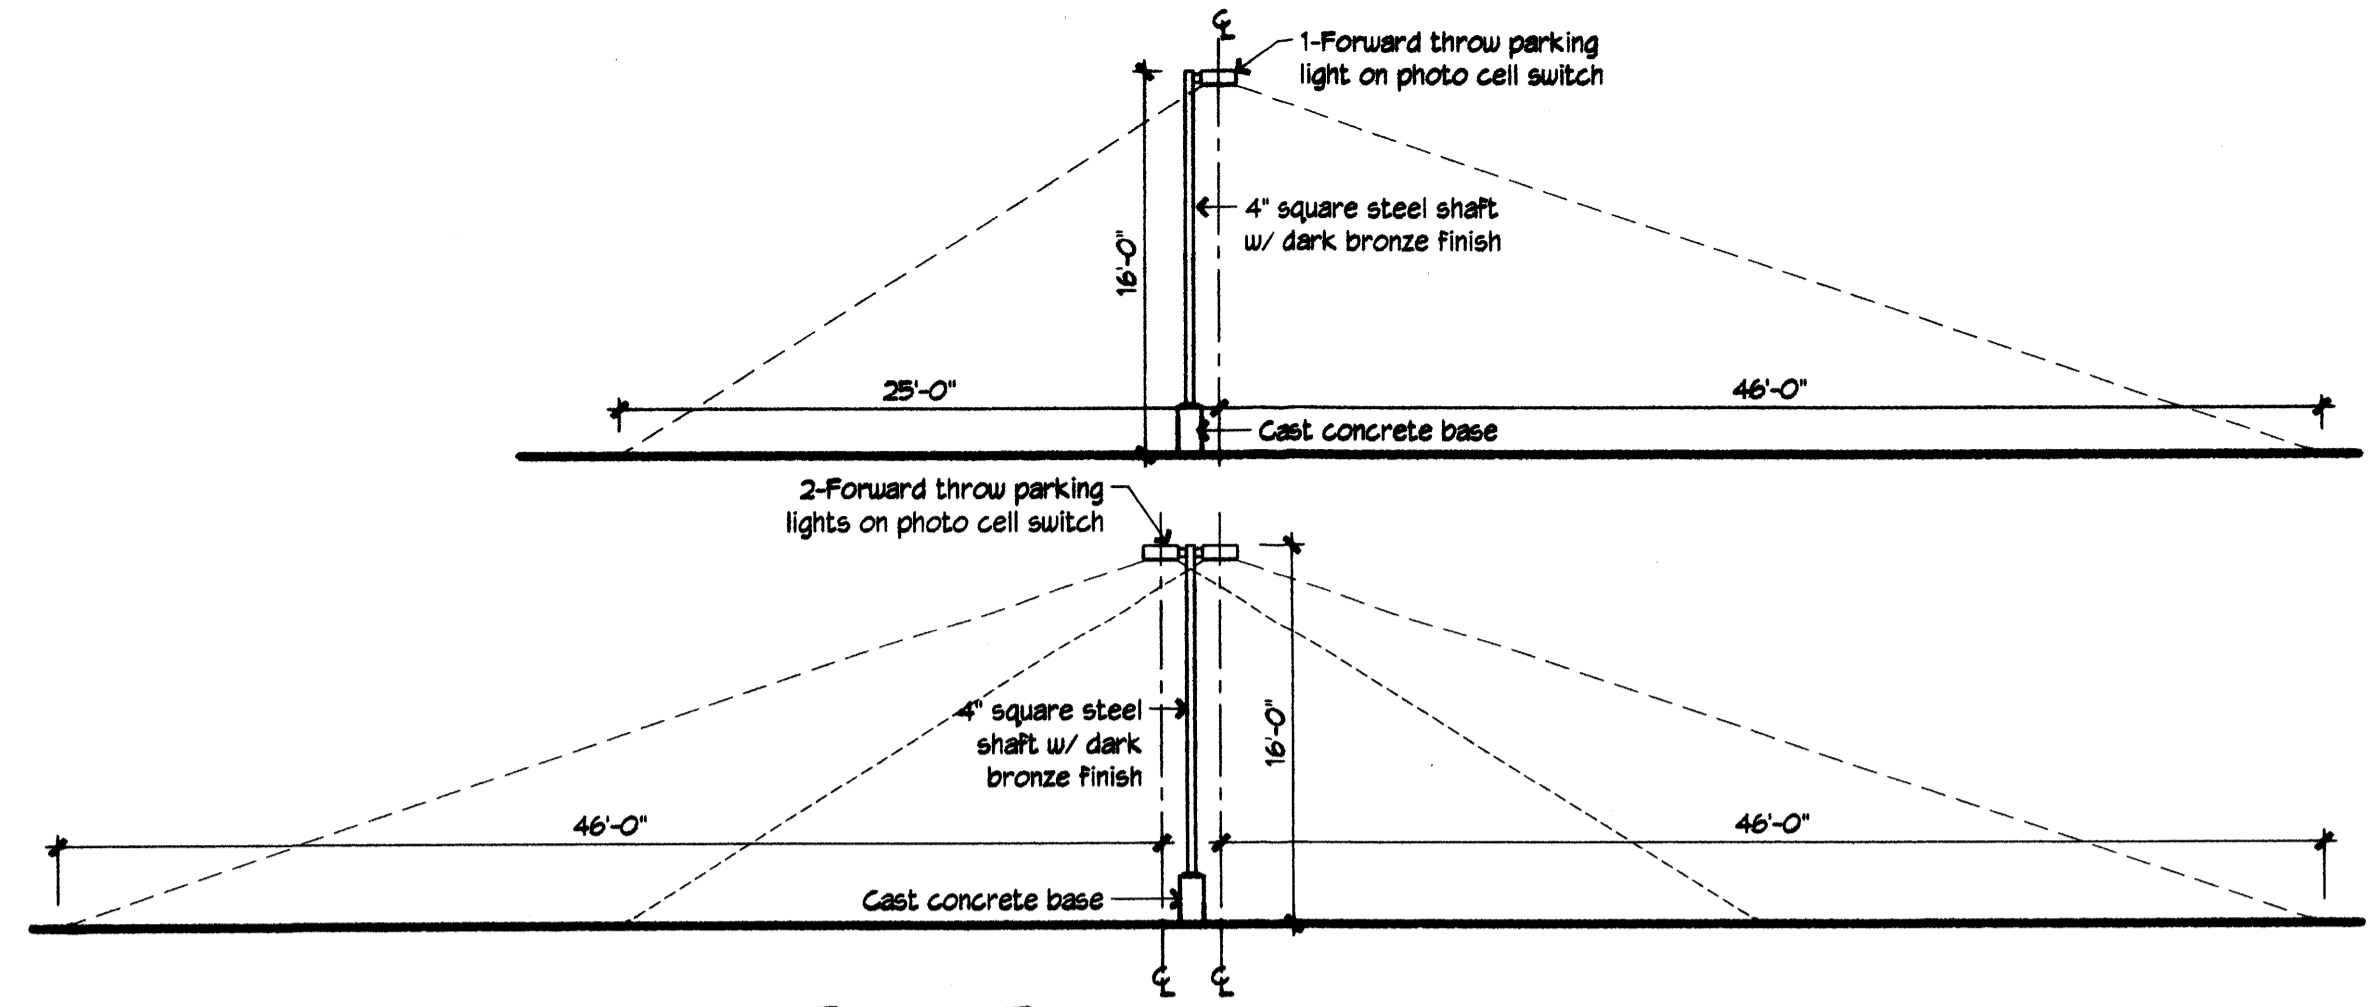 ℄
1-Forward throw parking
light on photo cell switch
4" square steel shaft
w/ dark bronze finish
16'-0"
25'-0"
46'-0"
Cast concrete base
2-Forward throw parking
lights on photo cell switch
4" square steel
shaft w/ dark
bronze finish
16'-0"
46'-0"
46'-0"
Cast concrete base
℄ ℄